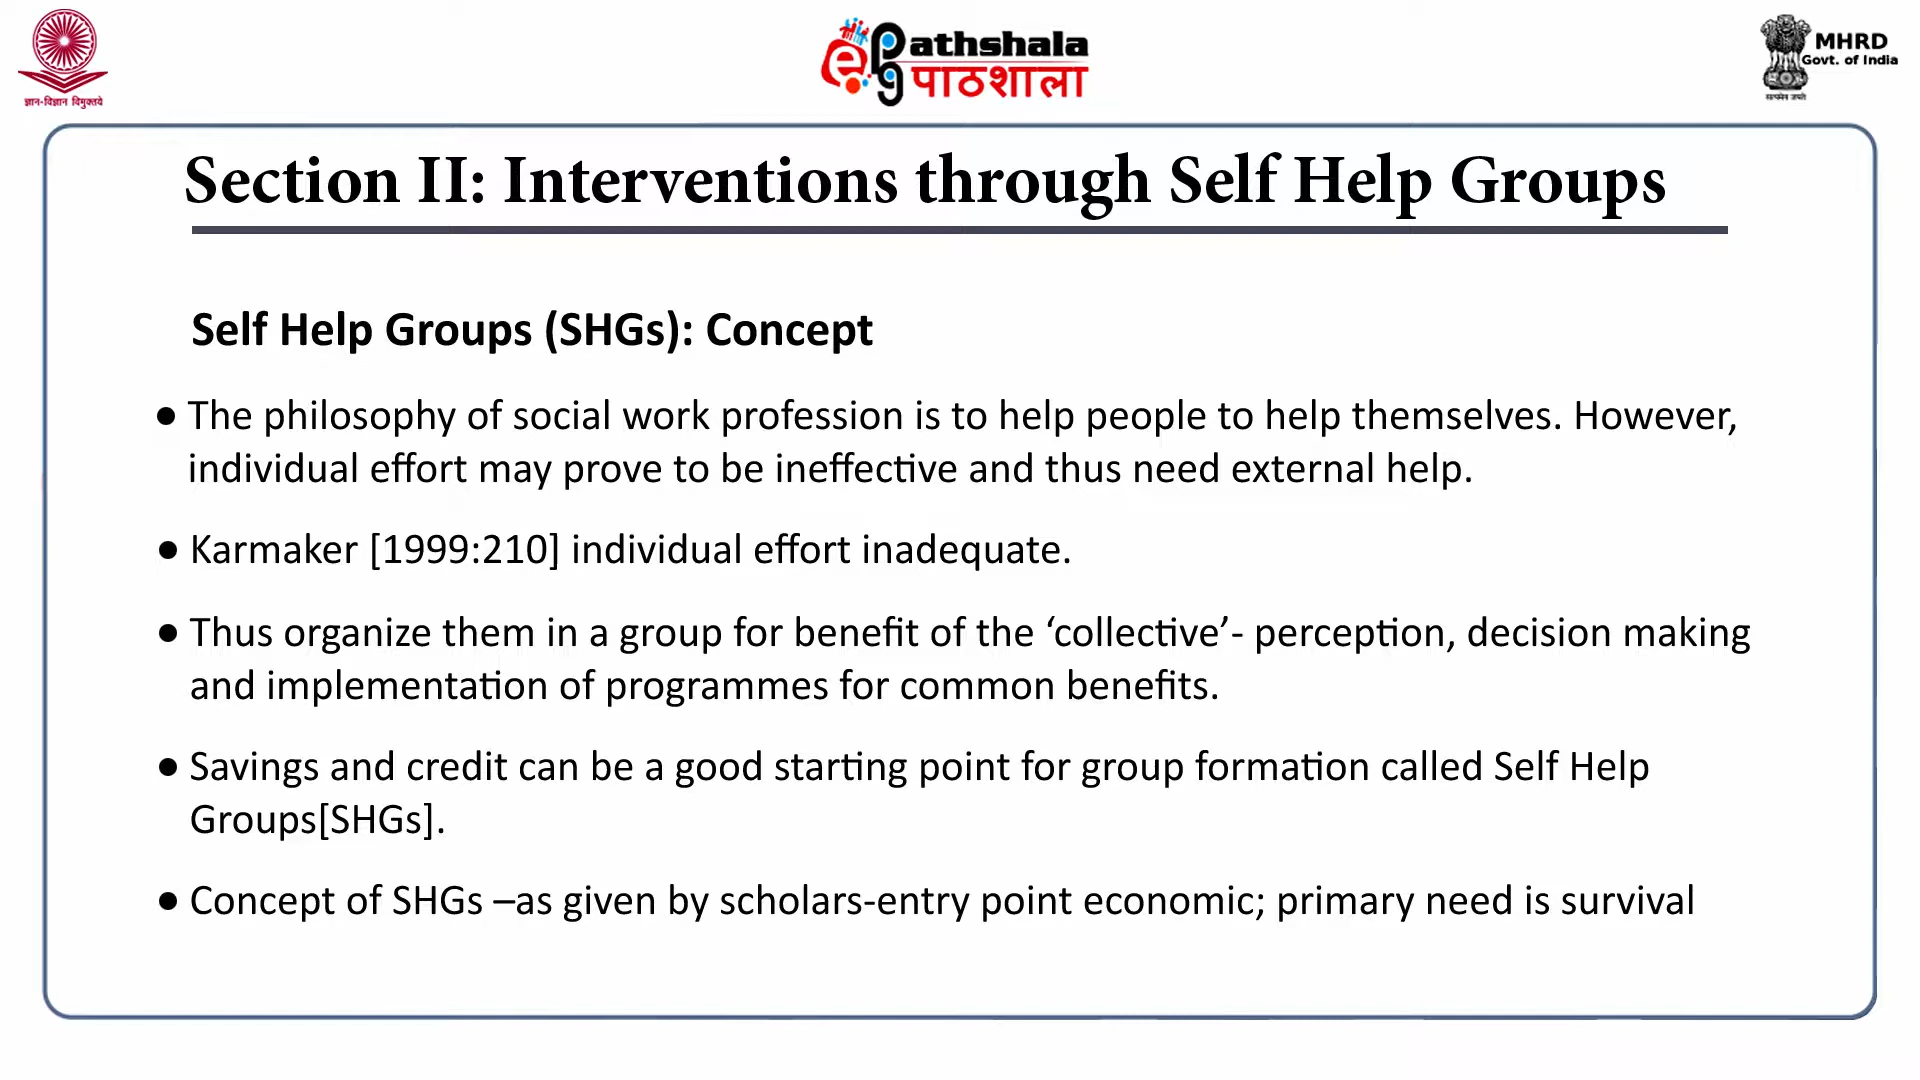 ज्ञान-विज्ञान विमुक्तये
ePgathshala
पाठशाला
MHRD
Govt. of India
सत्यमेव जयते
Section II: Interventions through Self Help Groups
Self Help Groups (SHGs): Concept
● The philosophy of social work profession is to help people to help themselves. However,
individual effort may prove to be ineffective and thus need external help.
● Karmaker [1999:210] individual effort inadequate.
● Thus organize them in a group for benefit of the ‘collective’- perception, decision making
and implementation of programmes for common benefits.
● Savings and credit can be a good starting point for group formation called Self Help
Groups[SHGs].
● Concept of SHGs –as given by scholars-entry point economic; primary need is survival